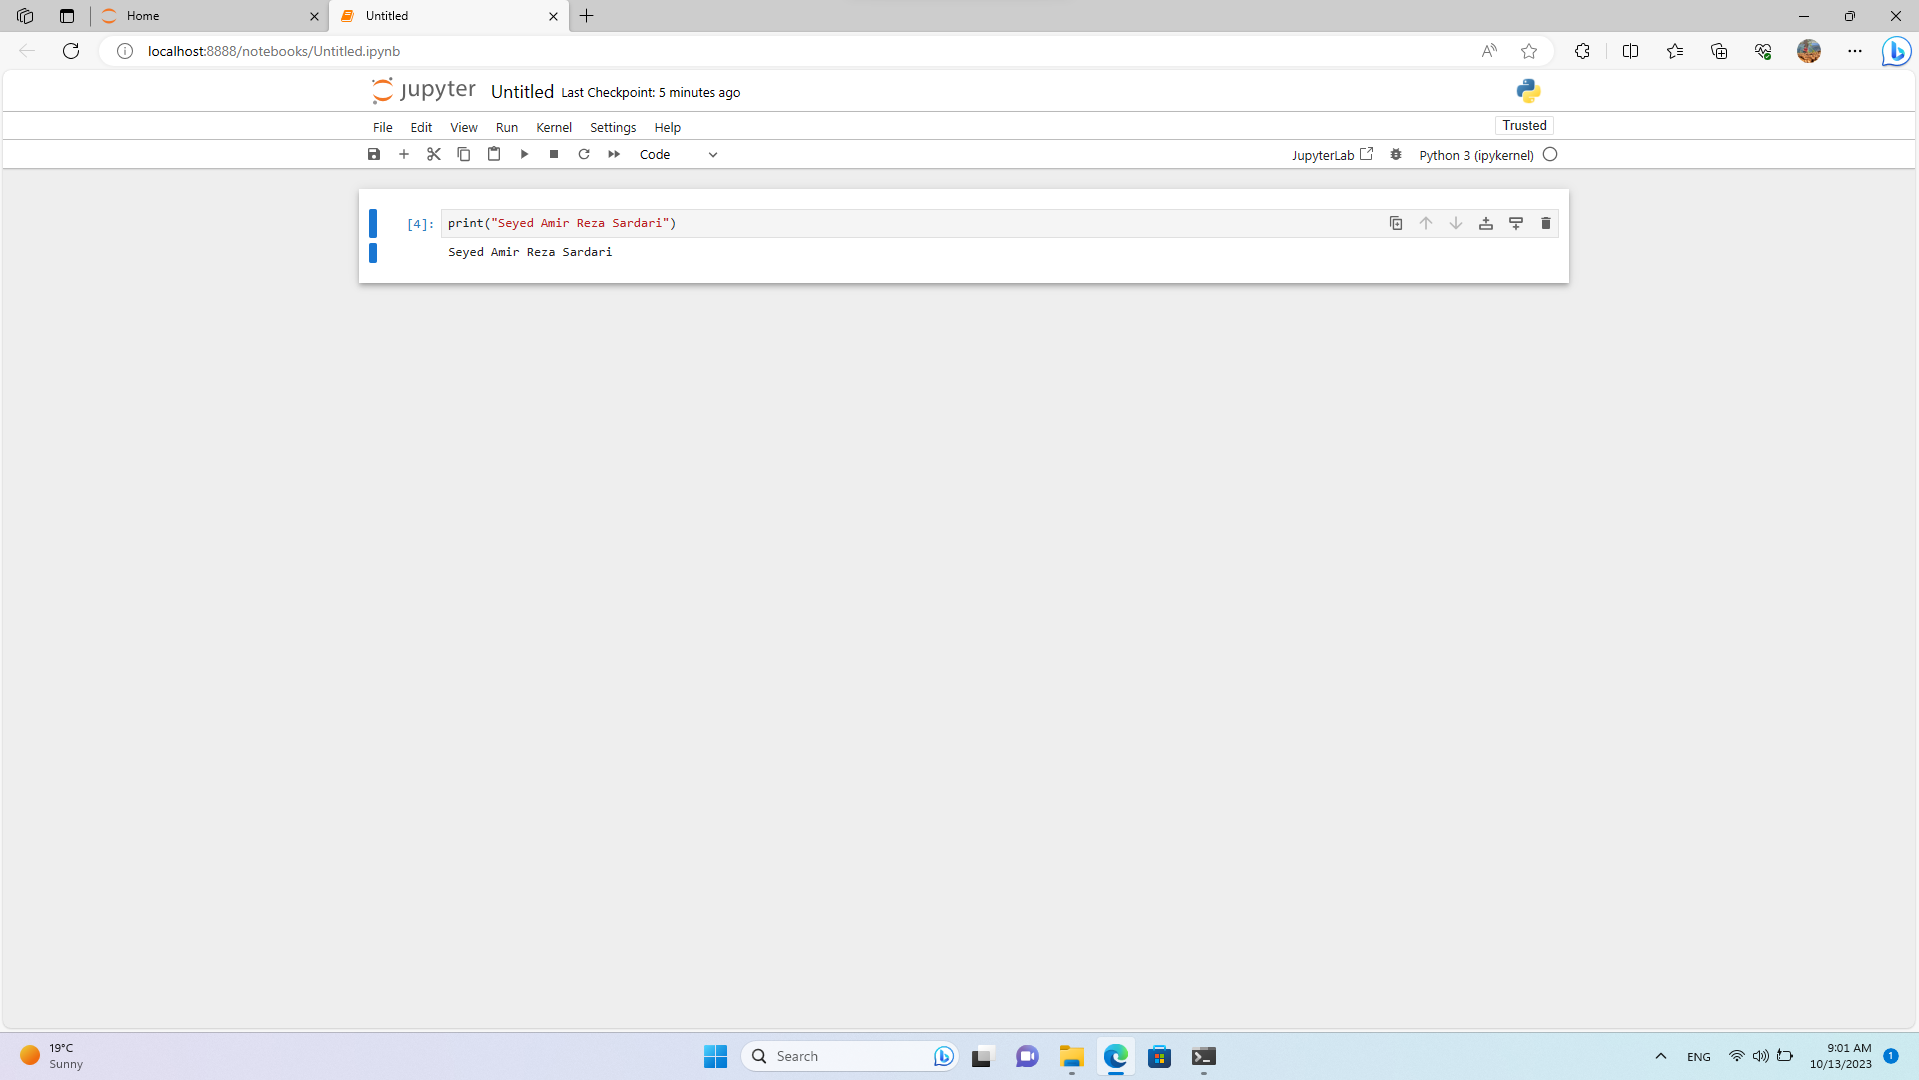 Home
Untitled
localhost:8888/notebooks/Untitled.ipynb
jupyter Untitled Last Checkpoint: 5 minutes ago
File Edit View Run Kernel Settings Help
Trusted
Code
JupyterLab
Python 3 (ipykernel)
[4]: print("Seyed Amir Reza Sardari")
Seyed Amir Reza Sardari
19°C
Sunny
Search
ENG
9:01 AM
10/13/2023
1